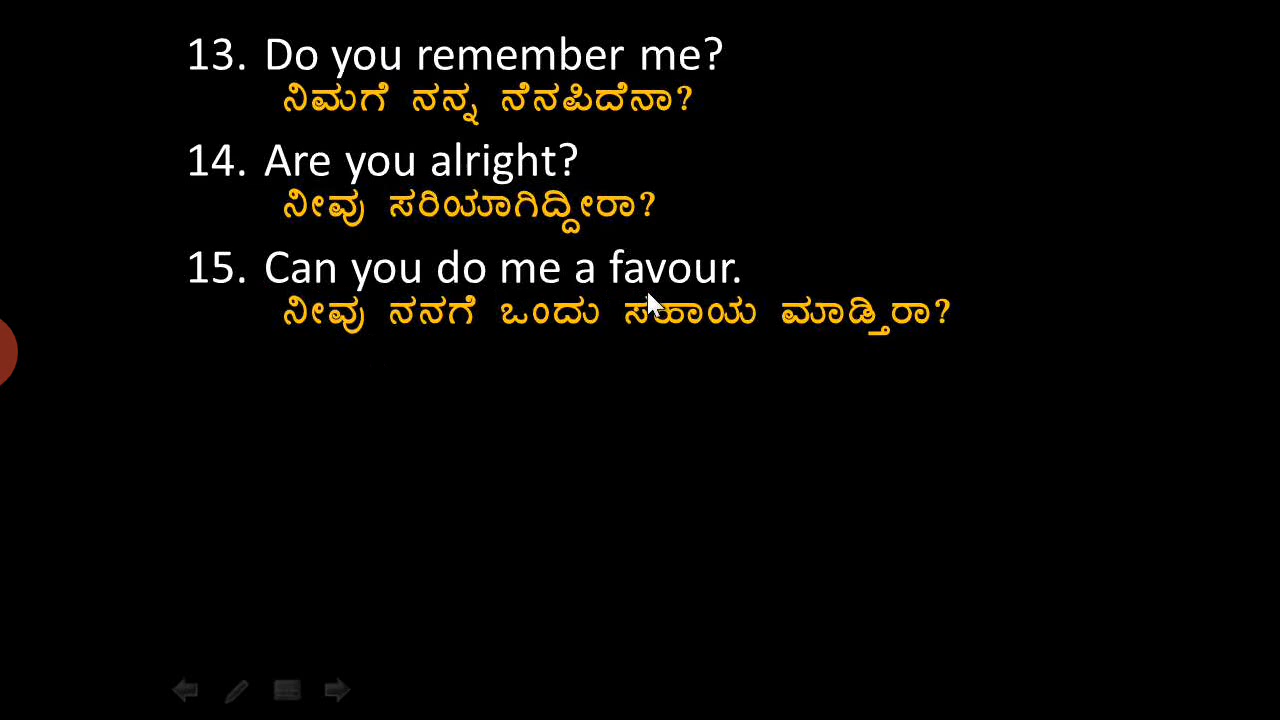 13. Do you remember me?
ನಿಮಗೆ ನನ್ನ ನೆನಪಿದೆನಾ?
14. Are you alright?
ನೀವು ಸರಿಯಾಗಿದ್ದೀರಾ?
15. Can you do me a favour.
ನೀವು ನನಗೆ ಒಂದು ಸಹಾಯ ಮಾಡ್ತಿರಾ?